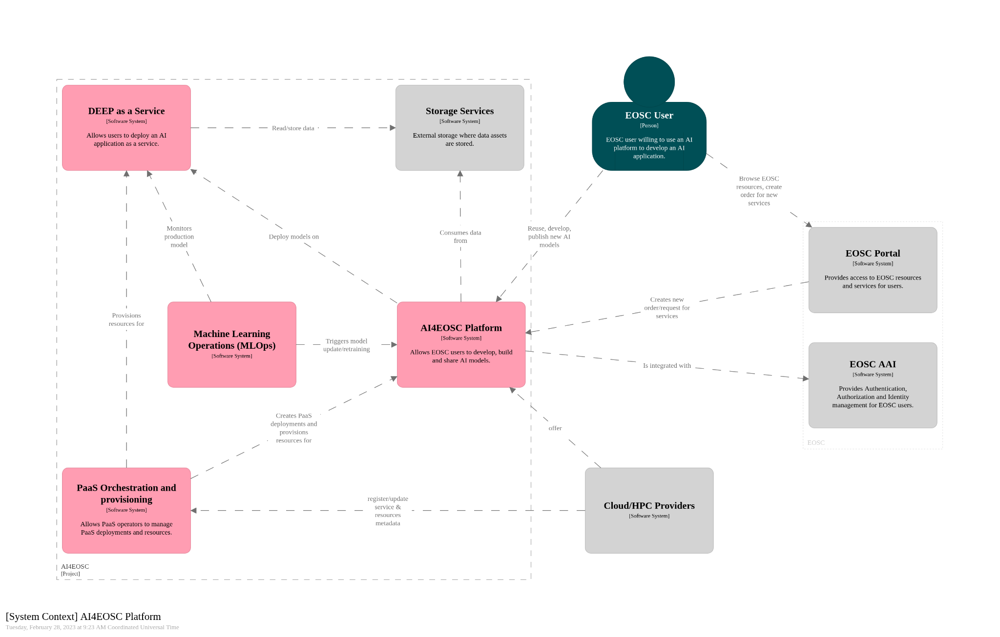 DEEP as a Service
[Software System]
Allows users to deploy an AI
application as a service.
Read/store data
Storage Services
[Software System]
External storage where data assets
are stored.
EOSC User
[Person]
EOSC user willing to use an AI
platform to develop an AI
application.
Browse EOSC
resources, create
order for new
services
Monitors
production
model
Deploy models on
Consumes data
from
Reuse, develop,
publish new AI
models
EOSC Portal
[Software System]
Provides access to EOSC resources
and services for users.
Provisions
resources for
Machine Learning
Operations (MLOps)
[Software System]
Triggers model
update/retraining
AI4EOSC Platform
[Software System]
Allows EOSC users to develop, build
and share AI models.
Creates new
order/request for
services
Is integrated with
EOSC AAI
[Software System]
Provides Authentication,
Authorization and Identity
management for EOSC users.
EOSC
Creates PaaS
deployments and
provisions
resources for
offer
PaaS Orchestration and
provisioning
[Software System]
Allows PaaS operators to manage
PaaS deployments and resources.
register/update
service &
resources
metadata
Cloud/HPC Providers
[Software System]
AI4EOSC
[Project]
[System Context] AI4EOSC Platform
Tuesday, February 28, 2023 at 9:23 AM Coordinated Universal Time